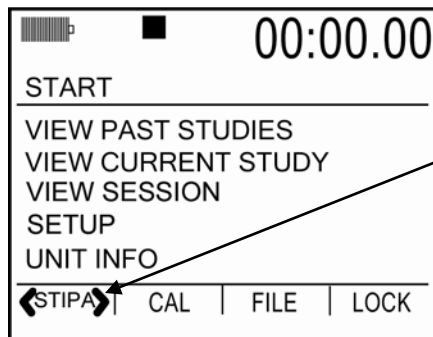 00:00.00
START
VIEW PAST STUDIES
VIEW CURRENT STUDY
VIEW SESSION
SETUP
UNIT INFO
STIPA CAL FILE LOCK